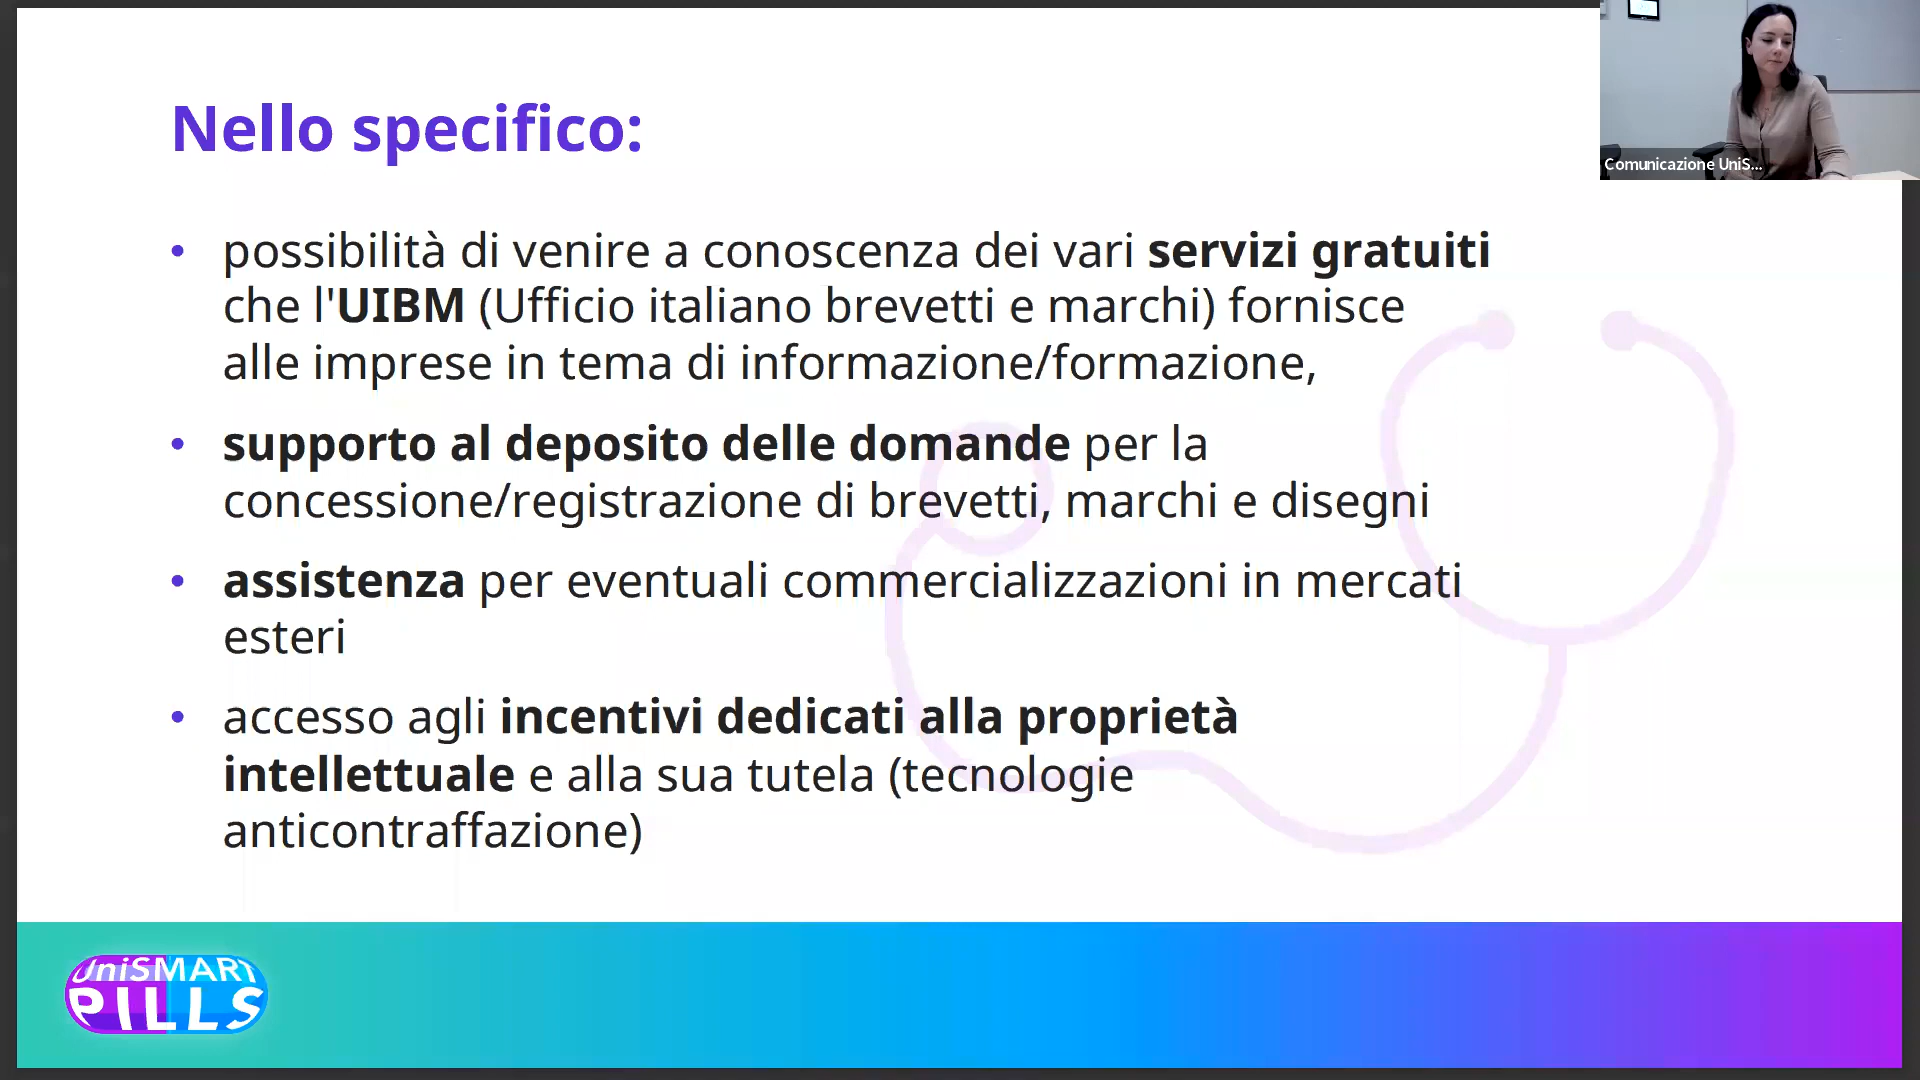 Nello specifico:
• possibilità di venire a conoscenza dei vari servizi gratuiti
che l'UIBM (Ufficio italiano brevetti e marchi) fornisce
alle imprese in tema di informazione/formazione,
• supporto al deposito delle domande per la
concessione/registrazione di brevetti, marchi e disegni
• assistenza per eventuali commercializzazioni in mercati
esteri
• accesso agli incentivi dedicati alla proprietà
intellettuale e alla sua tutela (tecnologie
anticontraffazione)
Comunicazione UniS...
UniSMART
PILLS